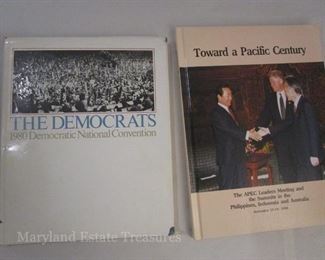 THE DEMOCRATS
1980 Democratic National Convention
Toward a Pacific Century
The APEC Leaders Meeting and
the Summits in the
Philippines, Indonesia and Australia
Maryland Estate Treasures